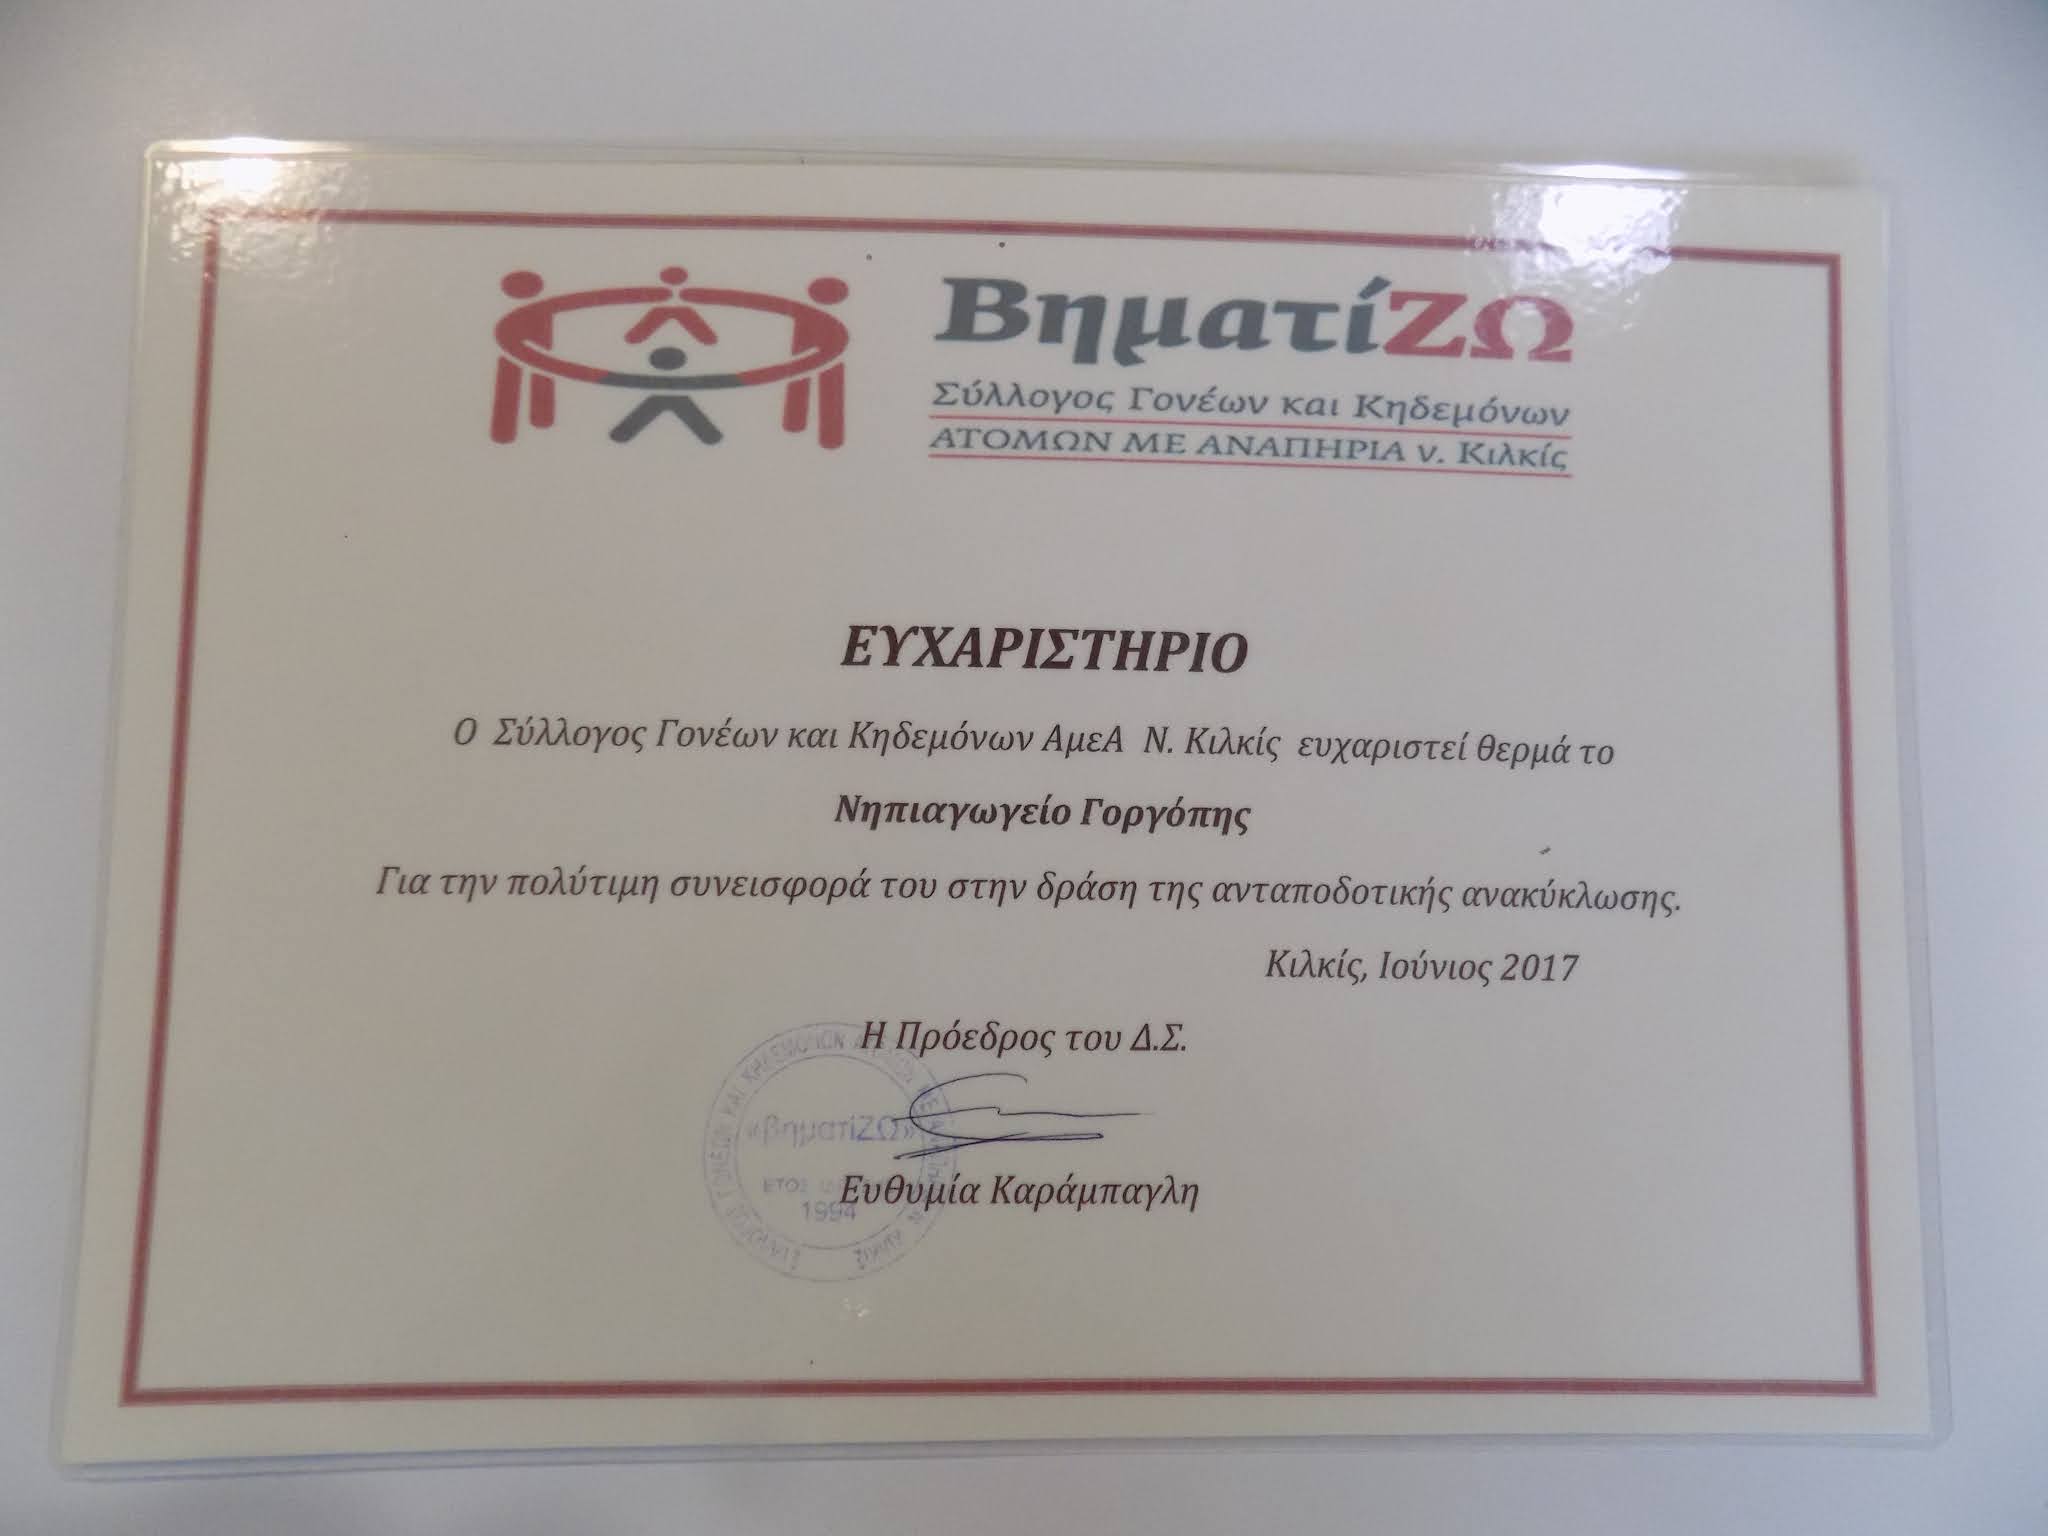 ΒηματίΖΩ
Σύλλογος Γονέων και Κηδεμόνων
ΑΤΟΜΩΝ ΜΕ ΑΝΑΠΗΡΙΑ ν. Κιλκίς
ΕΥΧΑΡΙΣΤΗΡΙΟ
Ο Σύλλογος Γονέων και Κηδεμόνων ΑμεΑ Ν. Κιλκίς ευχαριστεί θερμά το
Νηπιαγωγείο Γοργόπης
Για την πολύτιμη συνεισφορά του στην δράση της ανταποδοτικής ανακύκλωσης.
Κιλκίς, Ιούνιος 2017
Η Πρόεδρος του Δ.Σ.
«βηματίΖΩ»
ΕΤΟΣ
1994
Ευθυμία Καράμπαγλη